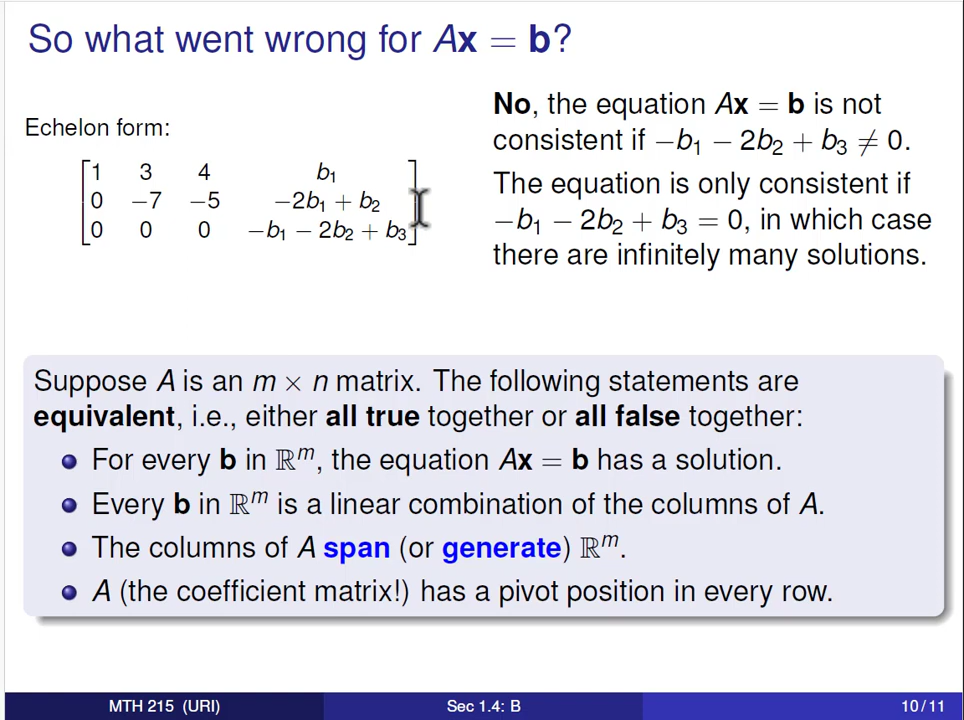 So what went wrong for Ax = b?
Echelon form:
1 3 4 b₁
0 −7 −5 −2b₁ + b₂
0 0 0 −b₁ − 2b₂ + b₃
No, the equation Ax = b is not
consistent if −b₁ − 2b₂ + b₃ ≠ 0.
The equation is only consistent if
−b₁ − 2b₂ + b₃ = 0, in which case
there are infinitely many solutions.
Suppose A is an m × n matrix. The following statements are
equivalent, i.e., either all true together or all false together:
For every b in ℝᵐ, the equation Ax = b has a solution.
Every b in ℝᵐ is a linear combination of the columns of A.
The columns of A span (or generate) ℝᵐ.
A (the coefficient matrix!) has a pivot position in every row.
MTH 215 (URI) Sec 1.4: B 10 / 11